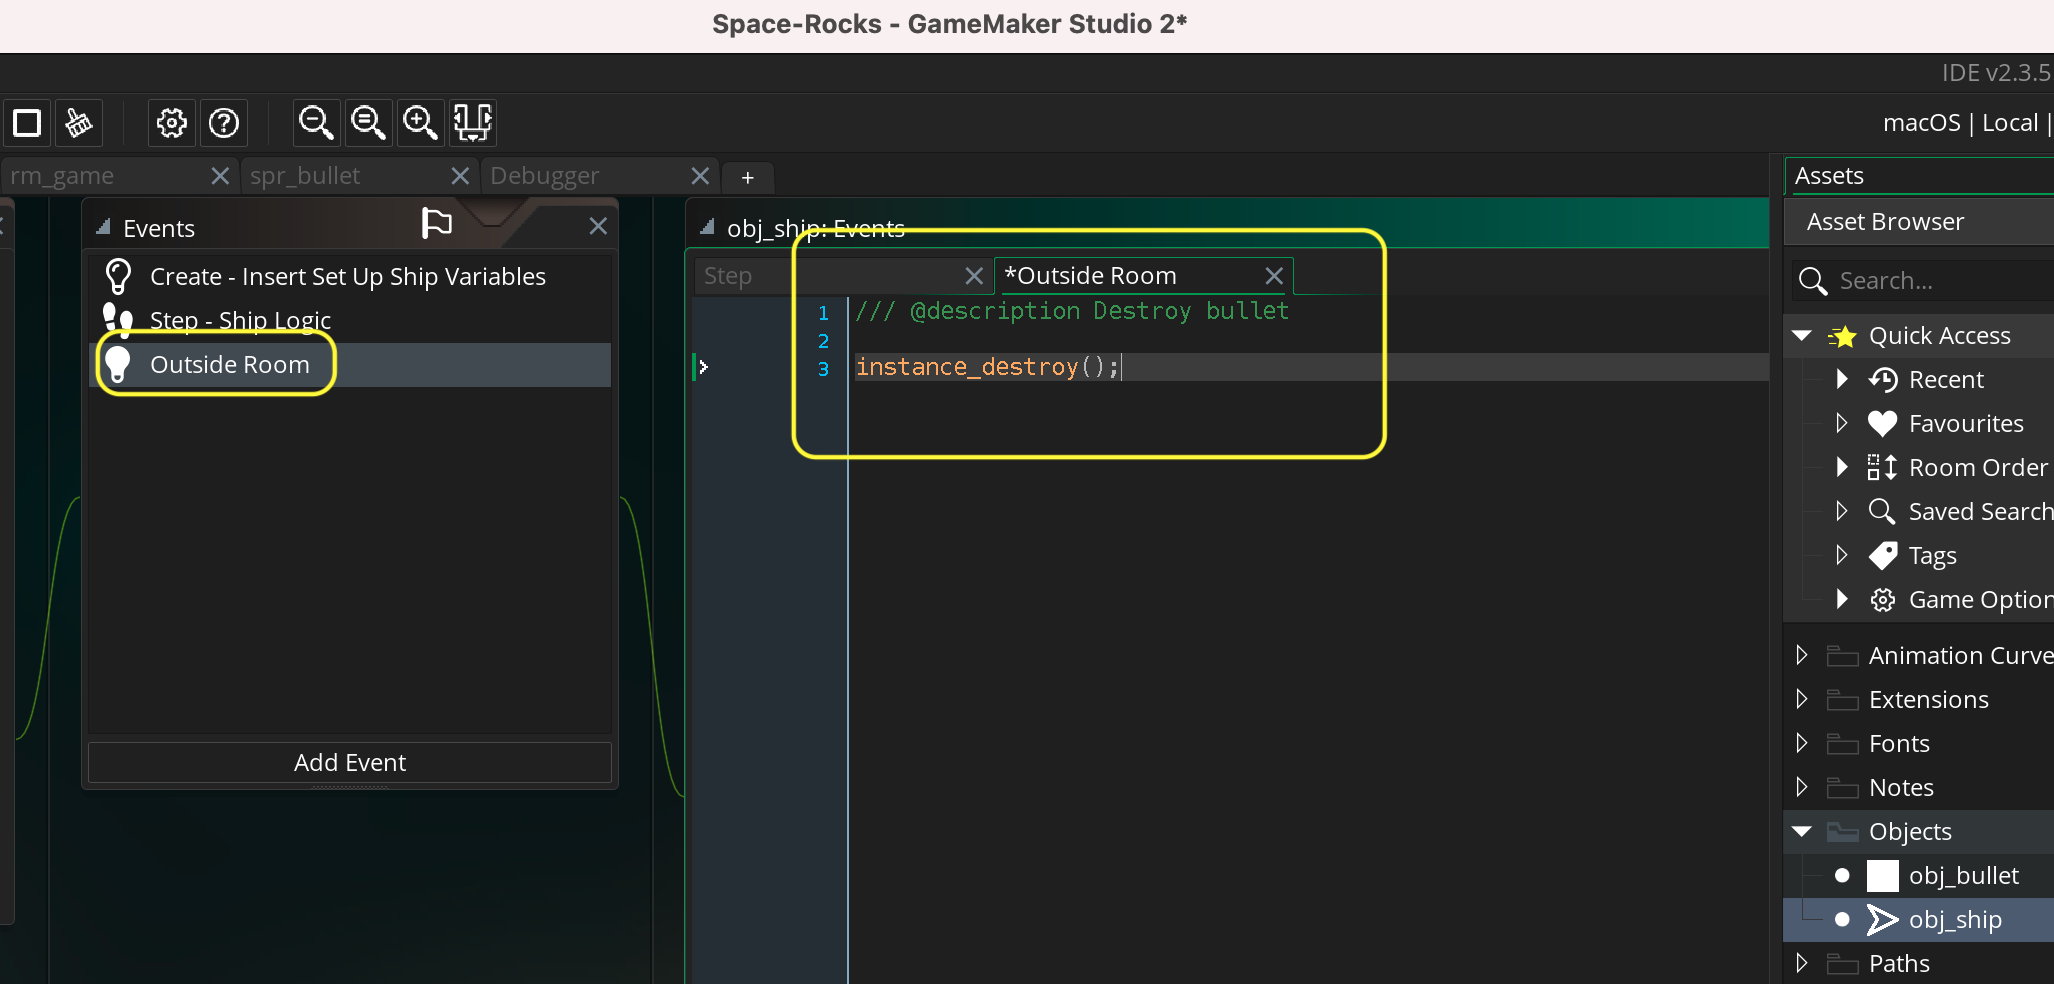 Space-Rocks - GameMaker Studio 2*
IDE v2.3.5
macOS | Local |
rm_game
spr_bullet
Debugger
+
Events
Create - Insert Set Up Ship Variables
Step - Ship Logic
Outside Room
Add Event
obj_ship: Events
Step
*Outside Room
1 /// @description Destroy bullet
2
3 instance_destroy();
Assets
Asset Browser
Search...
Quick Access
Recent
Favourites
Room Order
Saved Search
Tags
Game Option
Animation Curve
Extensions
Fonts
Notes
Objects
obj_bullet
obj_ship
Paths